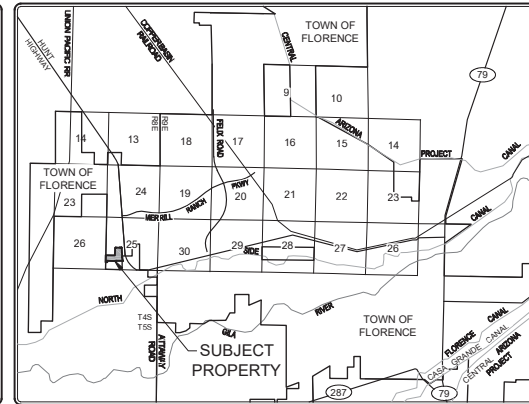 TOWN OF
FLORENCE
UNION PACIFIC RR
HUNT
HIGHWAY
COPPERBASIN
RAILROAD
CENTRAL
79
9
10
R8E
R9E
FELIX ROAD
ARIZONA
14
13
18
17
16
15
14
PROJECT
CANAL
TOWN OF
FLORENCE
23
24
19
20
21
22
23
MERRILL
RANCH
PKWY
CANAL
26
25
30
29
SIDE
28
27
26
NORTH
T4S
T5S
ATTAWAY
ROAD
GILA
RIVER
TOWN OF
FLORENCE
SUBJECT
PROPERTY
FLORENCE CANAL
CASA GRANDE CANAL
CENTRAL ARIZONA
PROJECT
287
79